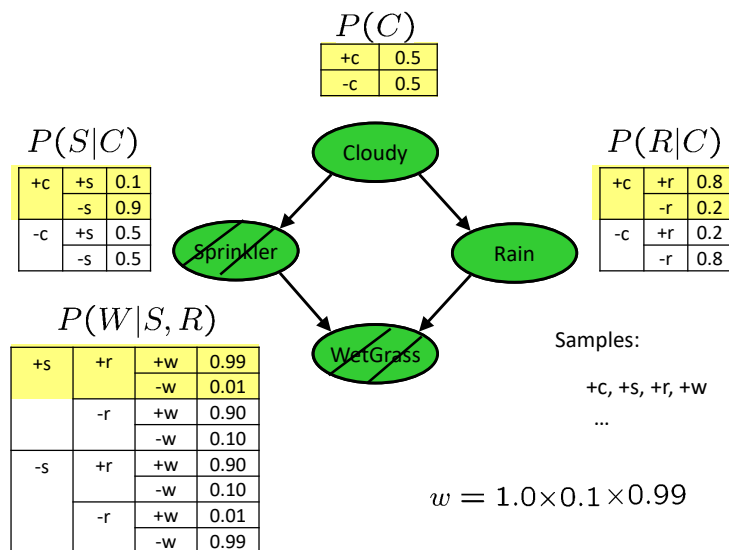 P(C)
+c 0.5
-c 0.5
P(S|C)
+c +s 0.1
-s 0.9
-c +s 0.5
-s 0.5
Cloudy
P(R|C)
+c +r 0.8
-r 0.2
-c +r 0.2
-r 0.8
Sprinkler
Rain
P(W|S, R)
+s +r +w 0.99
-w 0.01
-r +w 0.90
-w 0.10
-s +r +w 0.90
-w 0.10
-r +w 0.01
-w 0.99
WetGrass
Samples:
+c, +s, +r, +w
...
w = 1.0×0.1×0.99